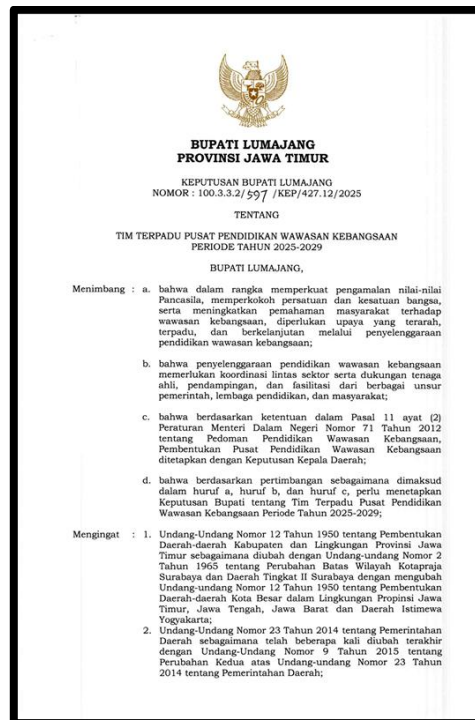 BUPATI LUMAJANG
PROVINSI JAWA TIMUR
KEPUTUSAN BUPATI LUMAJANG
NOMOR : 100.3.3.2/597 /KEP/427.12/2025
TENTANG
TIM TERPADU PUSAT PENDIDIKAN WAWASAN KEBANGSAAN
PERIODE TAHUN 2025-2029
BUPATI LUMAJANG,
Menimbang : a. bahwa dalam rangka memperkuat pengamalan nilai-nilai
Pancasila, memperkokoh persatuan dan kesatuan bangsa,
serta meningkatkan pemahaman masyarakat terhadap
wawasan kebangsaan, diperlukan upaya yang terarah,
terpadu, dan berkelanjutan melalui penyelenggaraan
pendidikan wawasan kebangsaan;
b. bahwa penyelenggaraan pendidikan wawasan kebangsaan
memerlukan koordinasi lintas sektor serta dukungan tenaga
ahli, pendampingan, dan fasilitasi dari berbagai unsur
pemerintah, lembaga pendidikan, dan masyarakat;
c. bahwa berdasarkan ketentuan dalam Pasal 11 ayat (2)
Peraturan Menteri Dalam Negeri Nomor 71 Tahun 2012
tentang Pedoman Pendidikan Wawasan Kebangsaan,
Pembentukan Pusat Pendidikan Wawasan Kebangsaan
ditetapkan dengan Keputusan Kepala Daerah;
d. bahwa berdasarkan pertimbangan sebagaimana dimaksud
dalam huruf a, huruf b, dan huruf c, perlu menetapkan
Keputusan Bupati tentang Tim Terpadu Pusat Pendidikan
Wawasan Kebangsaan Periode Tahun 2025-2029;
Mengingat : 1. Undang-Undang Nomor 12 Tahun 1950 tentang Pembentukan
Daerah-daerah Kabupaten dan Lingkungan Provinsi Jawa
Timur sebagaimana diubah dengan Undang-undang Nomor 2
Tahun 1965 tentang Perubahan Batas Wilayah Kotapraja
Surabaya dan Daerah Tingkat II Surabaya dengan mengubah
Undang-undang Nomor 12 Tahun 1950 tentang Pembentukan
Daerah-daerah Kota Besar dalam Lingkungan Propinsi Jawa
Timur, Jawa Tengah, Jawa Barat dan Daerah Istimewa
Yogyakarta;
2. Undang-Undang Nomor 23 Tahun 2014 tentang Pemerintahan
Daerah sebagaimana telah beberapa kali diubah terakhir
dengan Undang-Undang Nomor 9 Tahun 2015 tentang
Perubahan Kedua atas Undang-undang Nomor 23 Tahun
2014 tentang Pemerintahan Daerah;